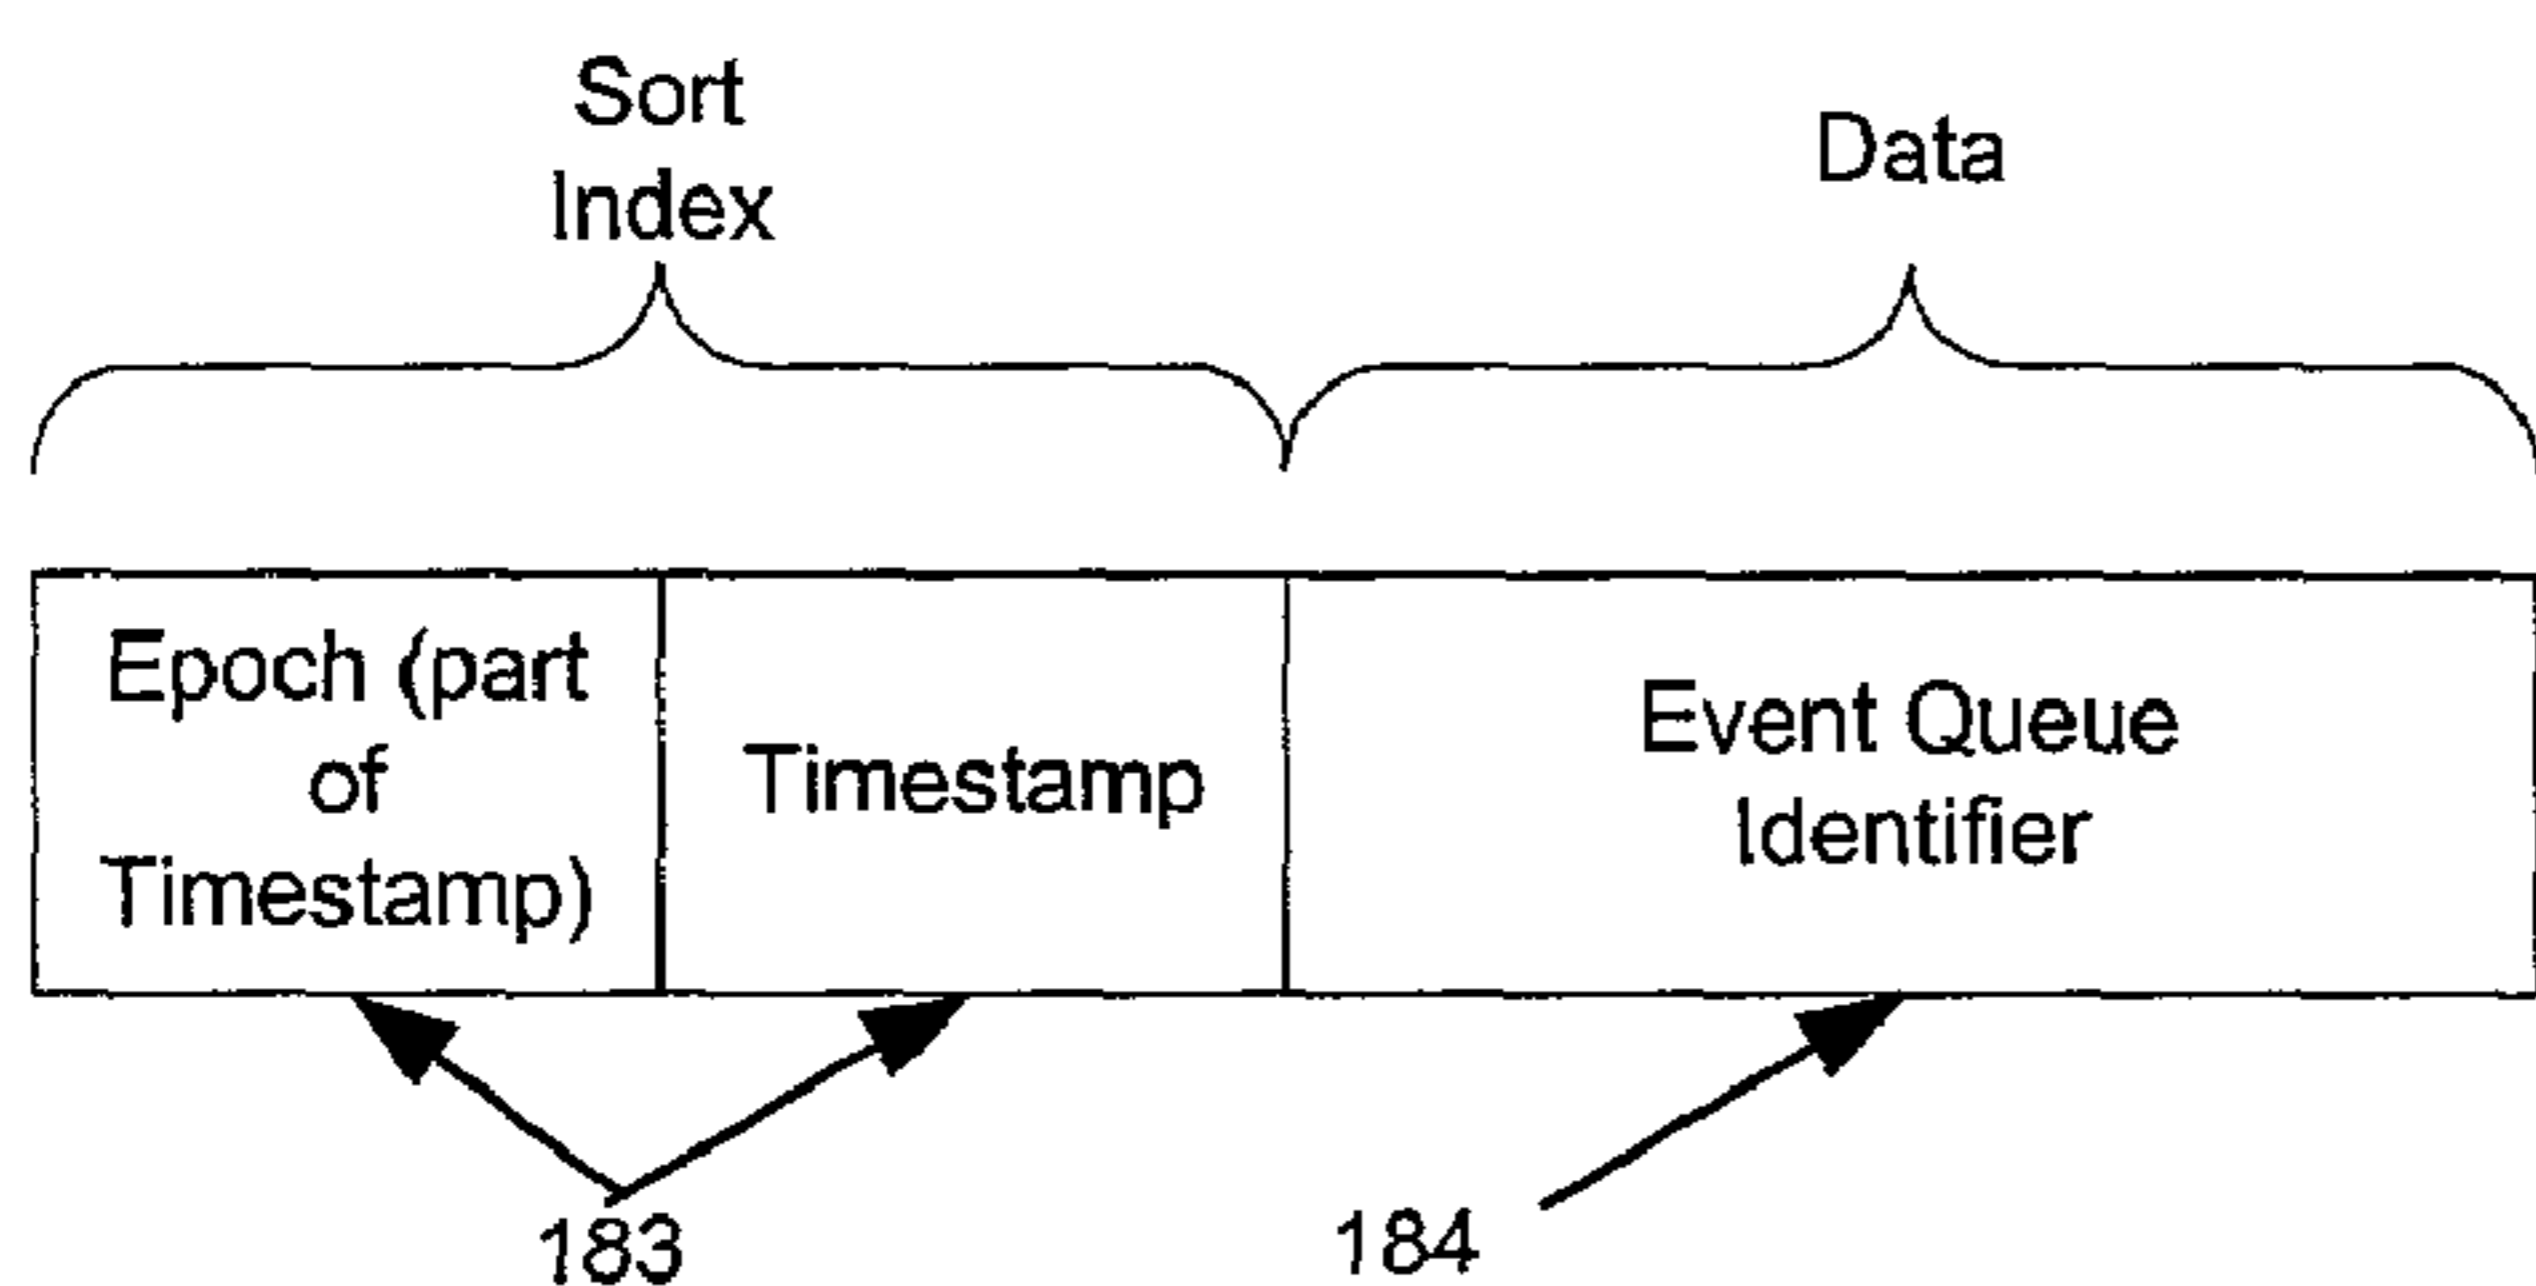 Sort
Index
Data
Epoch (part
of
Timestamp)
Timestamp
Event Queue
Identifier
183
184